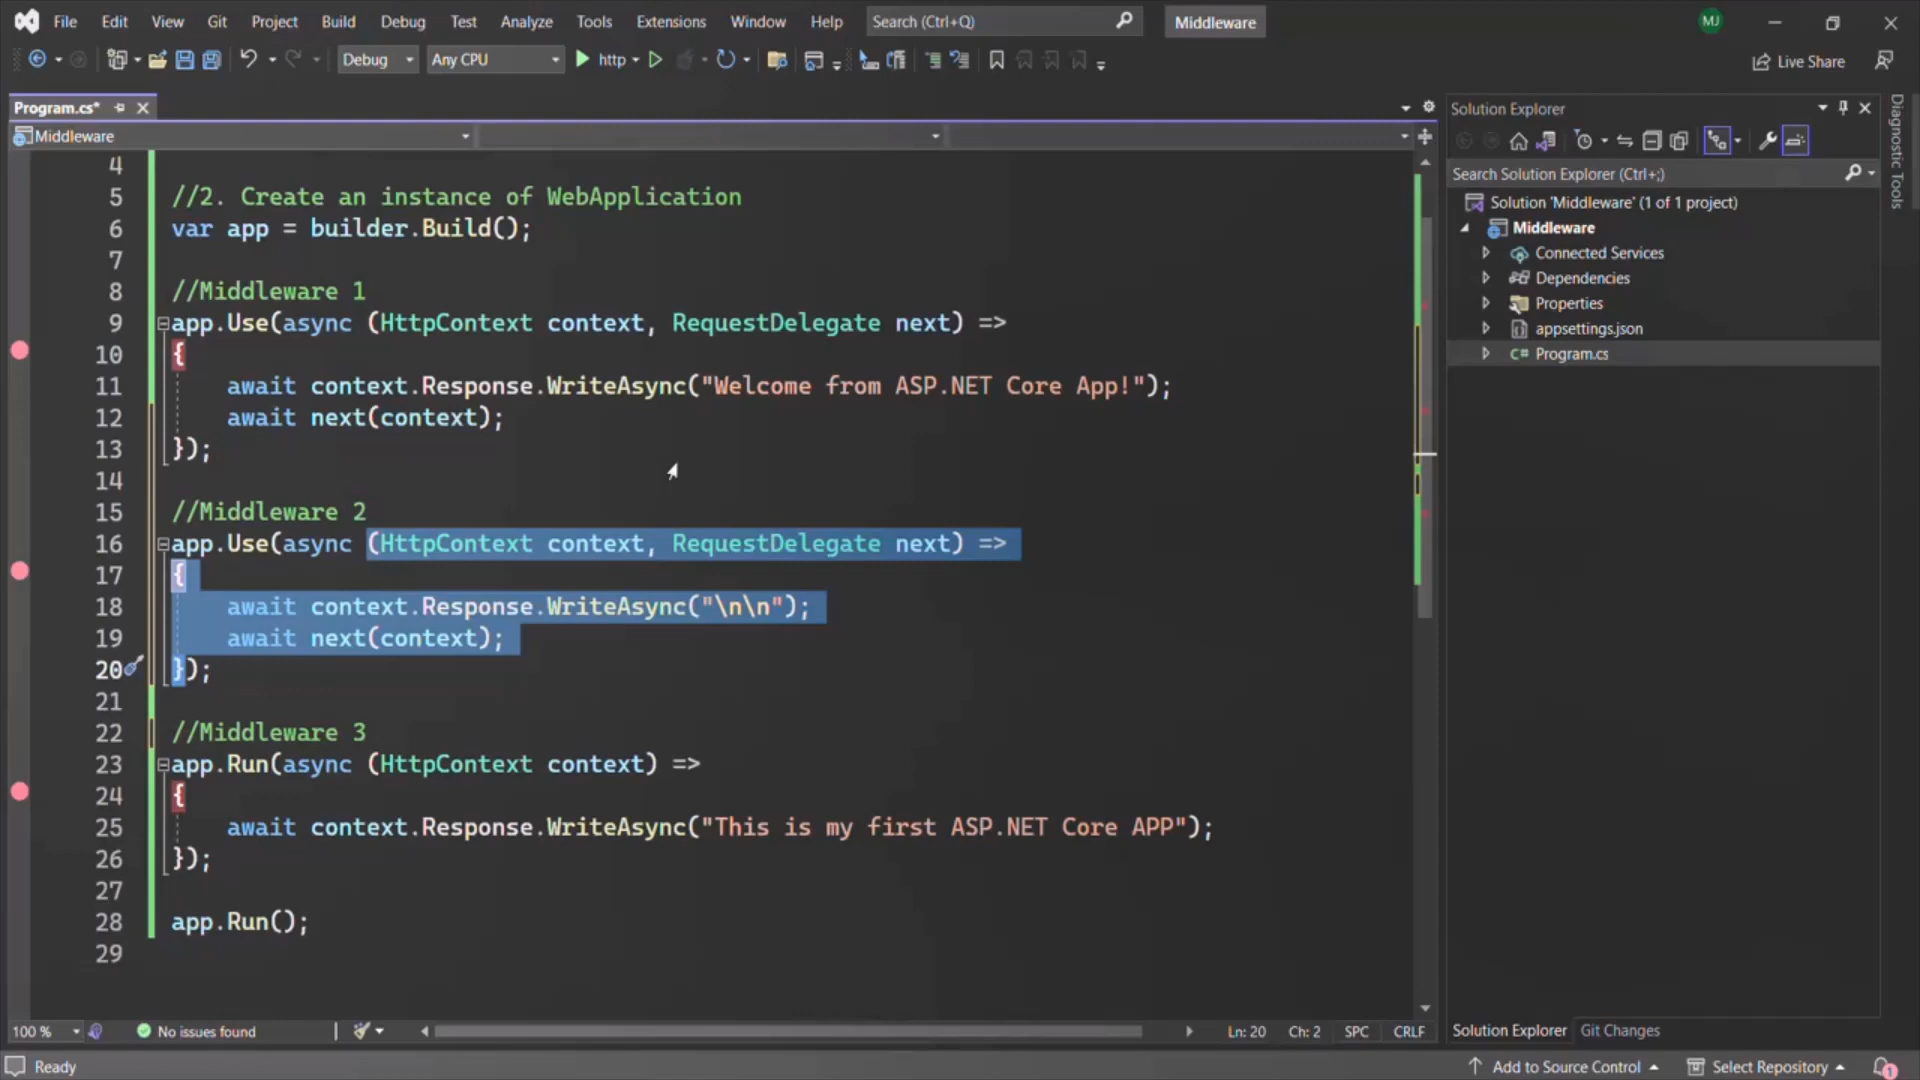 File Edit View Git Project Build Debug Test Analyze Tools Extensions Window Help Search (Ctrl+Q) Middleware MJ
Debug Any CPU http Live Share
Program.cs*
Middleware
4
5 //2. Create an instance of WebApplication
6 var app = builder.Build();
7
8 //Middleware 1
9 app.Use(async (HttpContext context, RequestDelegate next) =>
10 {
11 await context.Response.WriteAsync("Welcome from ASP.NET Core App!");
12 await next(context);
13 });
14
15 //Middleware 2
16 app.Use(async (HttpContext context, RequestDelegate next) =>
17 {
18 await context.Response.WriteAsync("\n\n");
19 await next(context);
20 });
21
22 //Middleware 3
23 app.Run(async (HttpContext context) =>
24 {
25 await context.Response.WriteAsync("This is my first ASP.NET Core APP");
26 });
27
28 app.Run();
29
100 % No issues found Ln: 20 Ch: 2 SPC CRLF
Solution Explorer
Search Solution Explorer (Ctrl+;)
Solution 'Middleware' (1 of 1 project)
Middleware
Connected Services
Dependencies
Properties
appsettings.json
C# Program.cs
Solution Explorer Git Changes
Diagnostic Tools
Ready Add to Source Control Select Repository 1